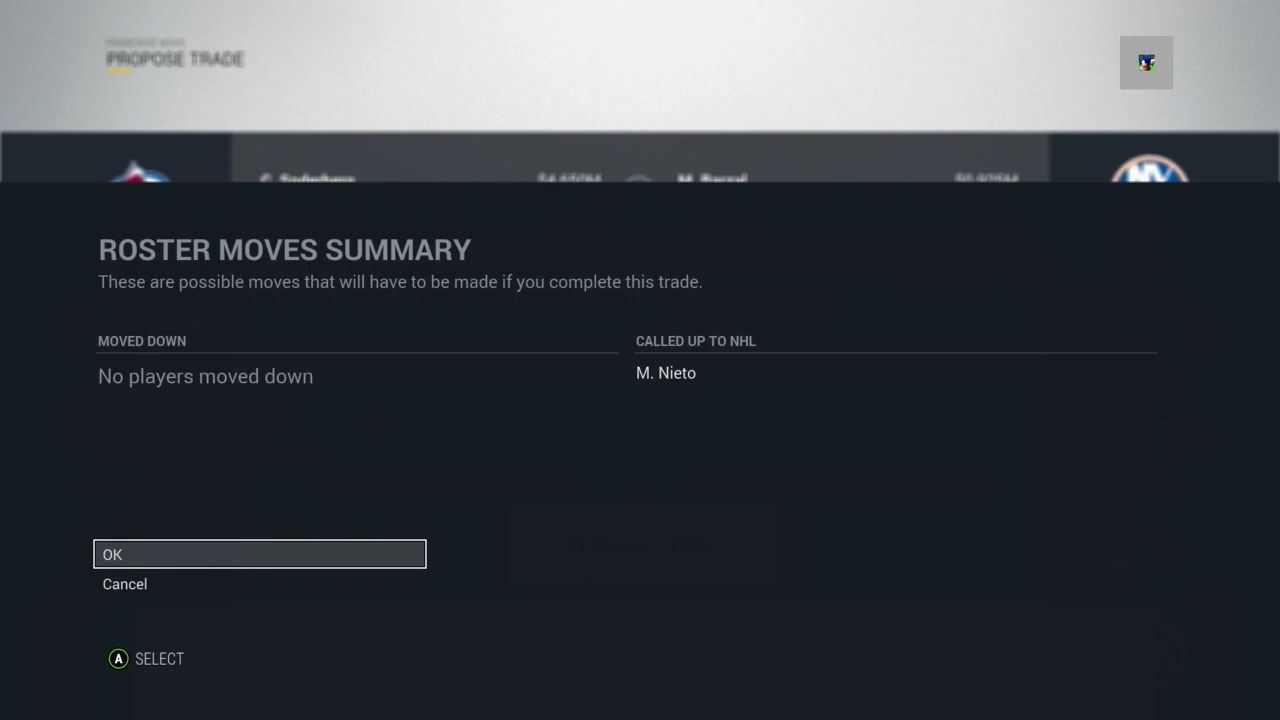 PROPOSE TRADE
ROSTER MOVES SUMMARY
These are possible moves that will have to be made if you complete this trade.
MOVED DOWN
CALLED UP TO NHL
No players moved down
M. Nieto
OK
Cancel
A SELECT